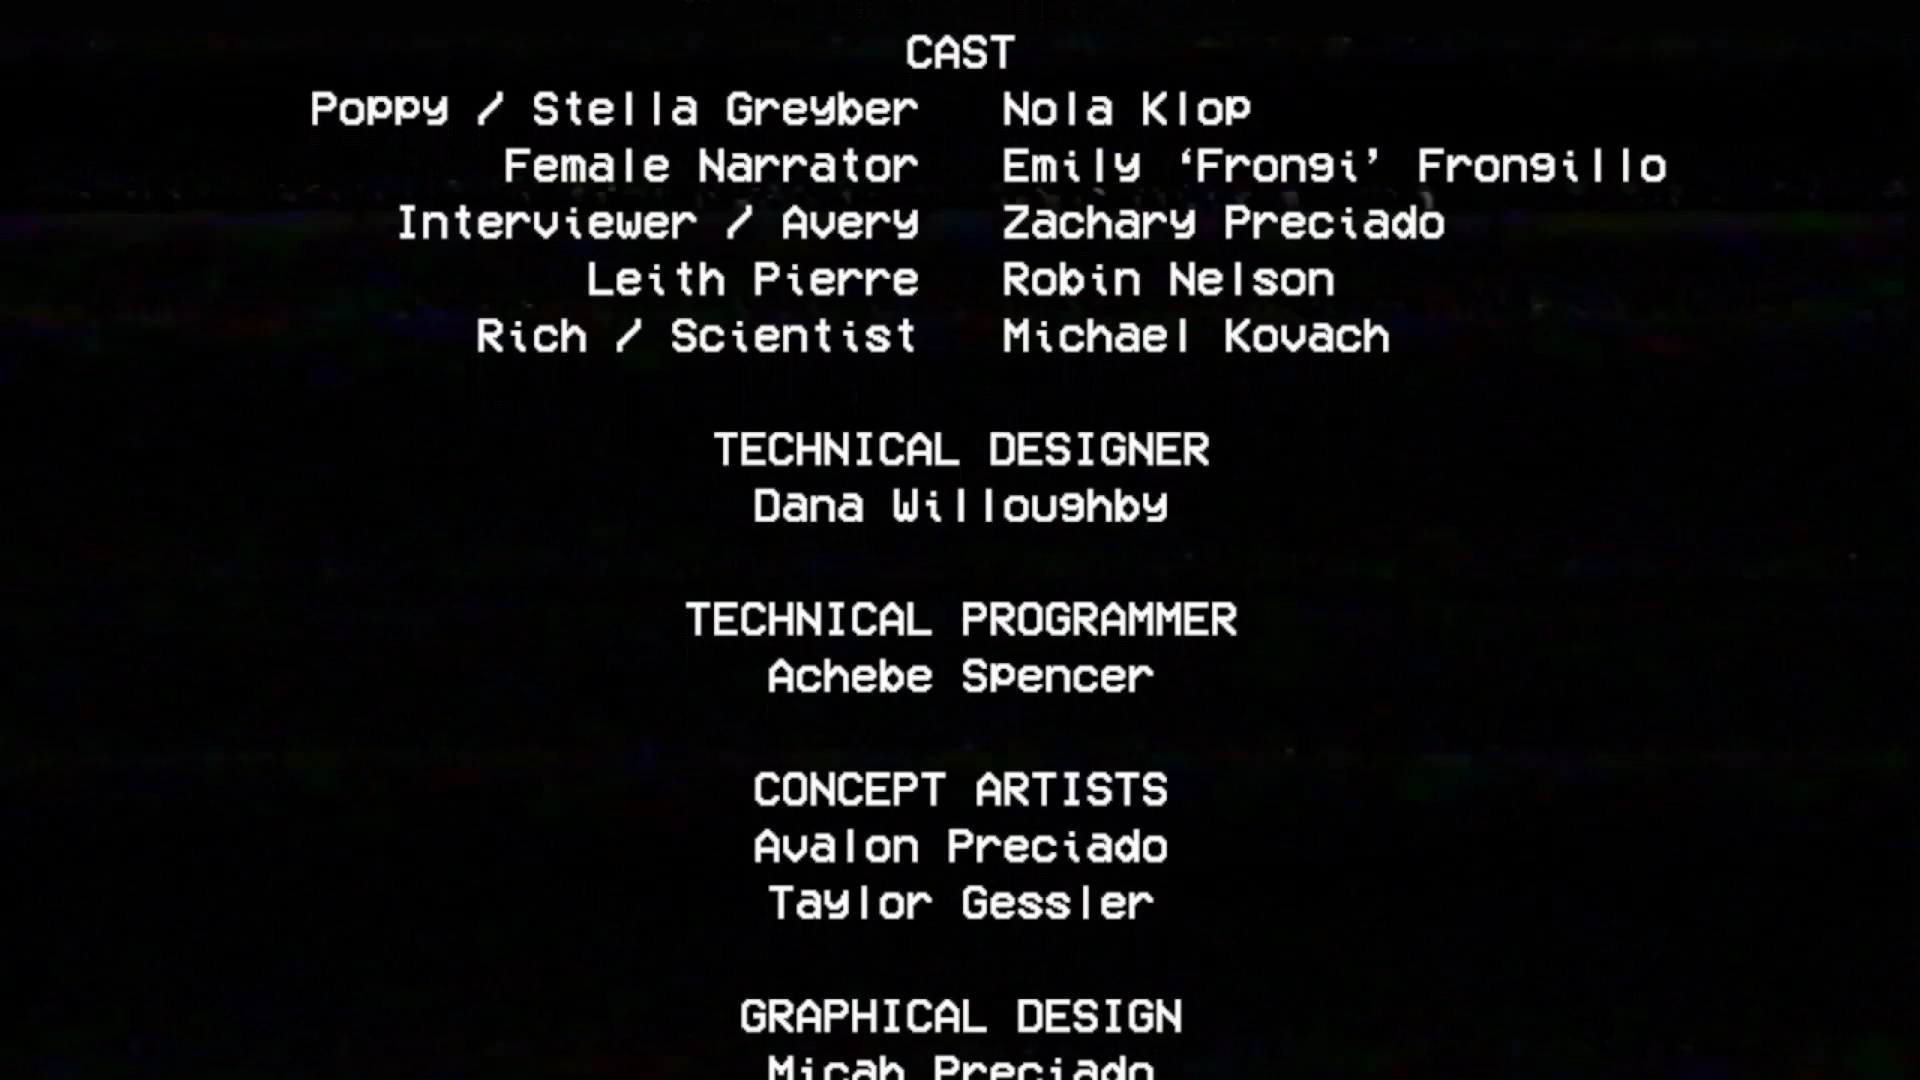 CAST
Poppy / Stella Greyber Nola Klop
Female Narrator Emily ‘Frongi’ Frongillo
Interviewer / Avery Zachary Preciado
Leith Pierre Robin Nelson
Rich / Scientist Michael Kovach
TECHNICAL DESIGNER
Dana Willoughby
TECHNICAL PROGRAMMER
Achebe Spencer
CONCEPT ARTISTS
Avalon Preciado
Taylor Gessler
GRAPHICAL DESIGN
Micah Preciado